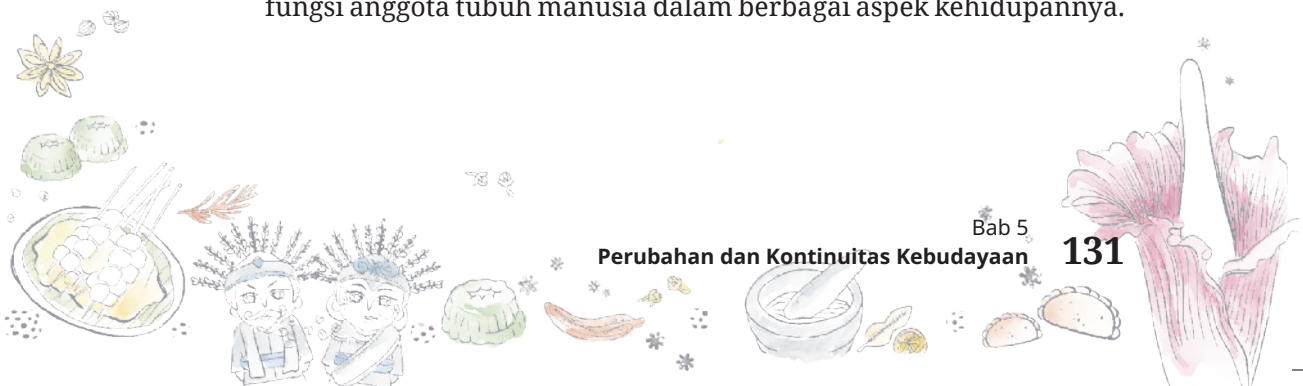 fungsi anggota tubuh manusia dalam berbagai aspek kehidupannya.
Bab 5
Perubahan dan Kontinuitas Kebudayaan 131